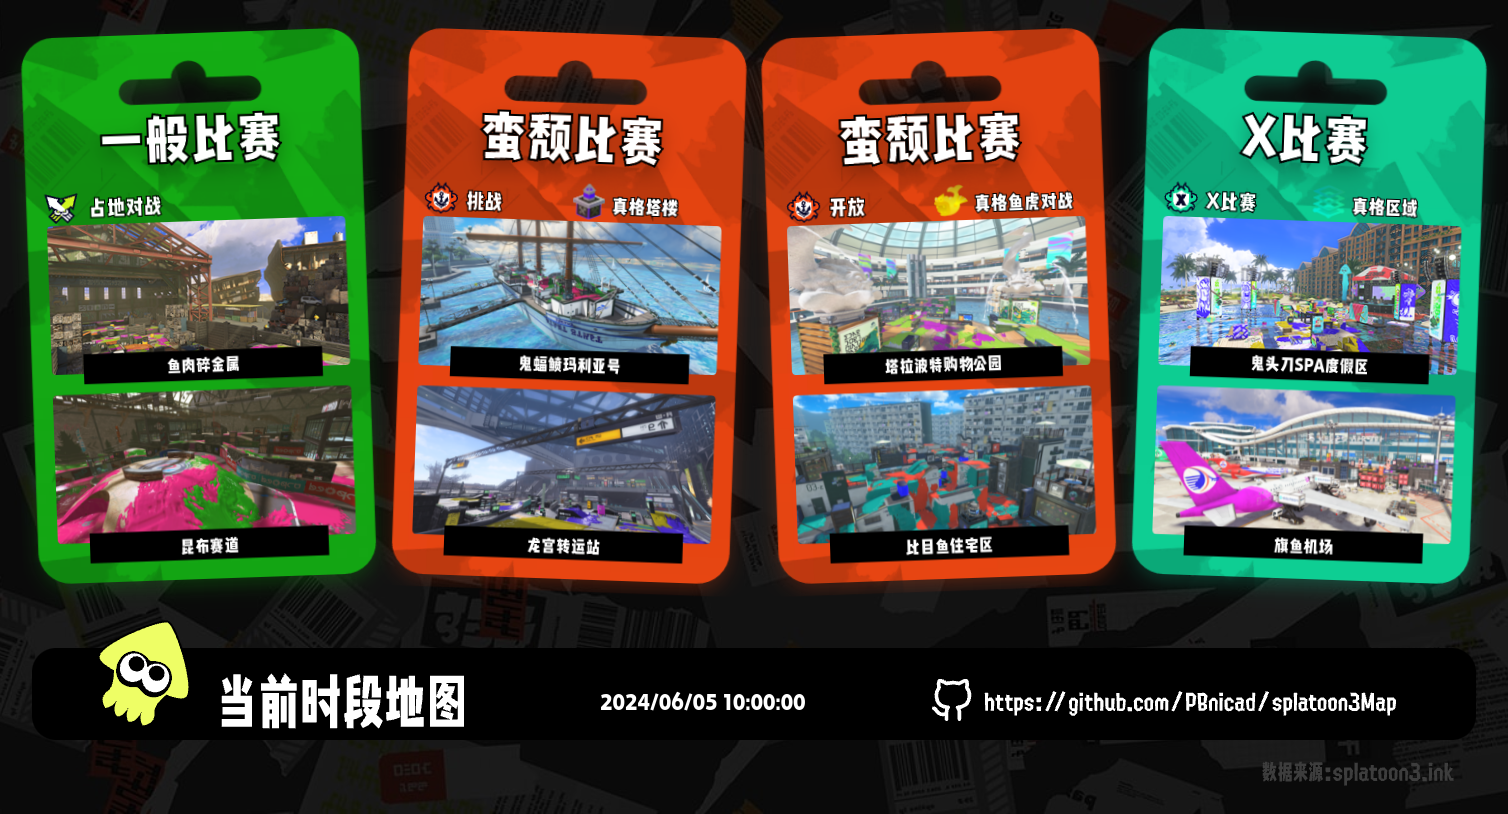 一般比赛
占地对战
鱼肉碎金属
昆布赛道
蛮颓比赛
挑战
真格塔楼
鬼蝠鲼玛利亚号
龙宫转运站
蛮颓比赛
开放
真格鱼虎对战
塔拉波特购物公园
比目鱼住宅区
X比赛
X比赛
真格区域
鬼头刀SPA度假区
旗鱼机场
当前时段地图
2024/06/05 10:00:00
https://github.com/PBnicad/splatoon3Map
数据来源:splatoon3.ink